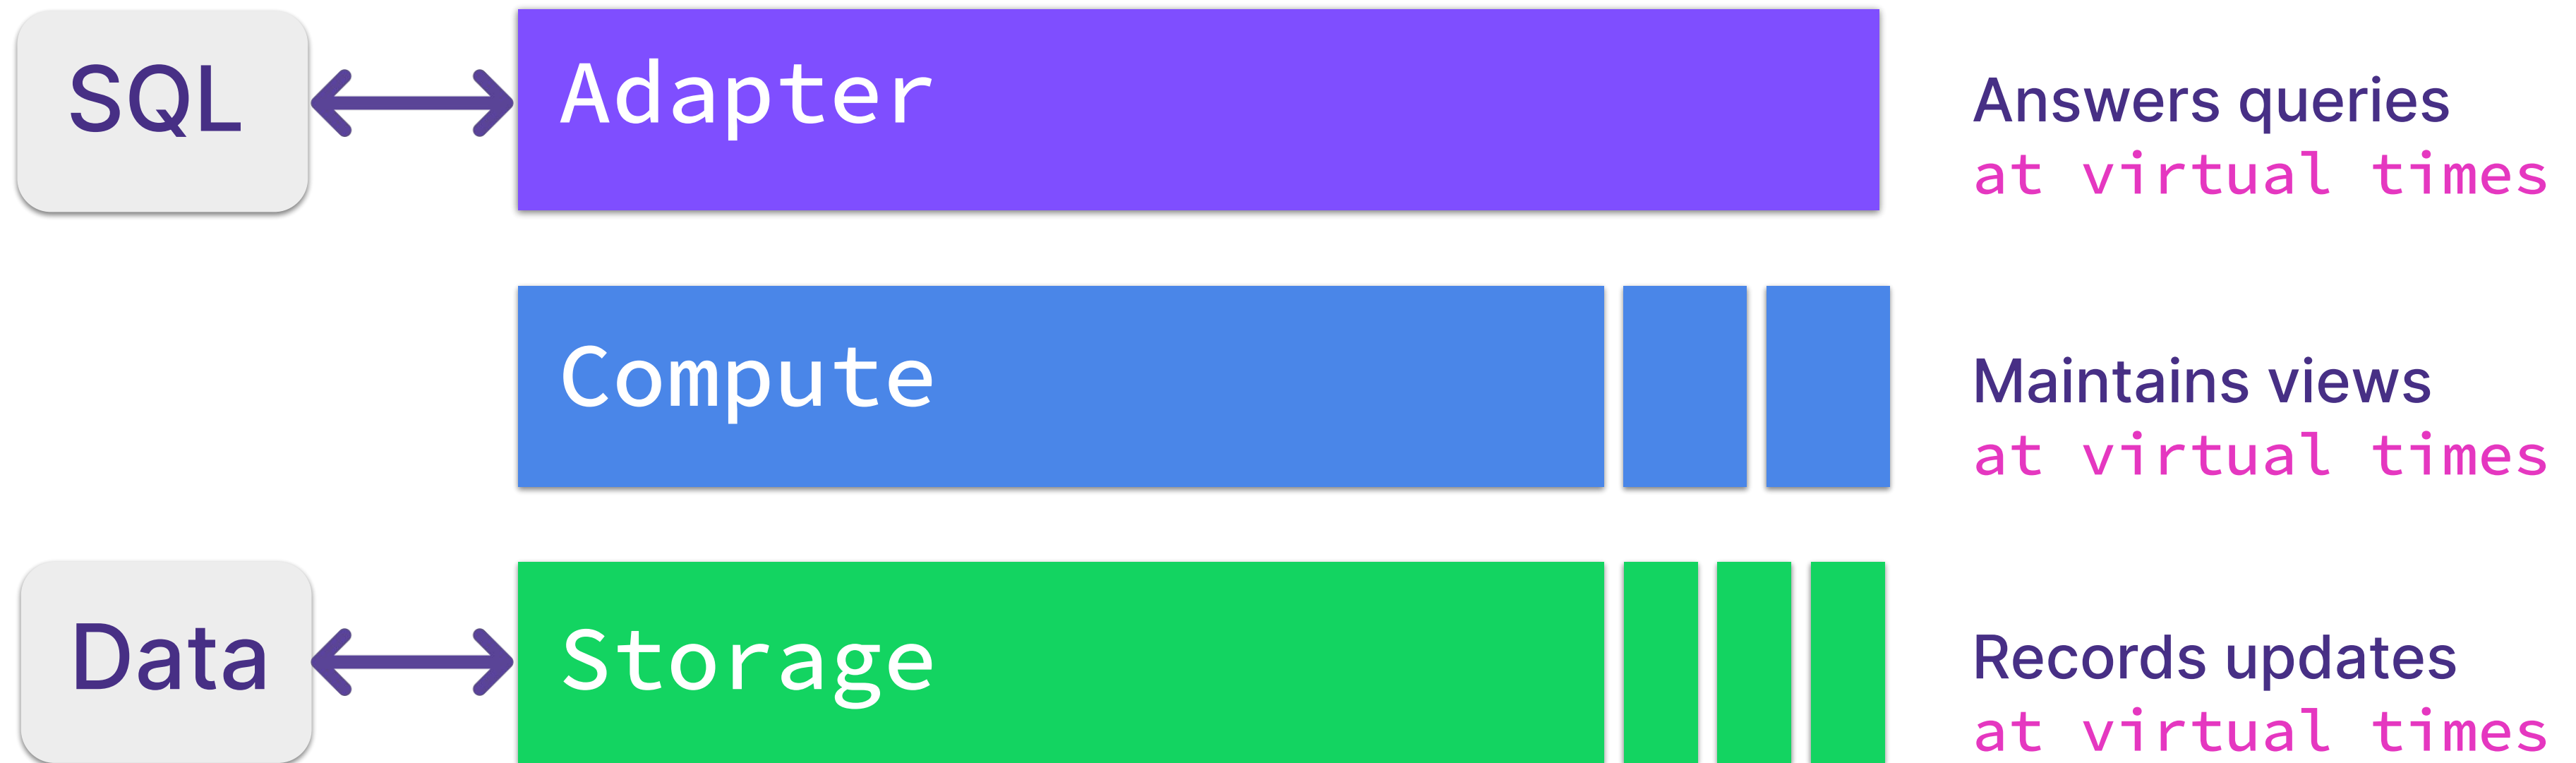 SQL
Adapter
Answers queries
at virtual times
Compute
Maintains views
at virtual times
Data
Storage
Records updates
at virtual times